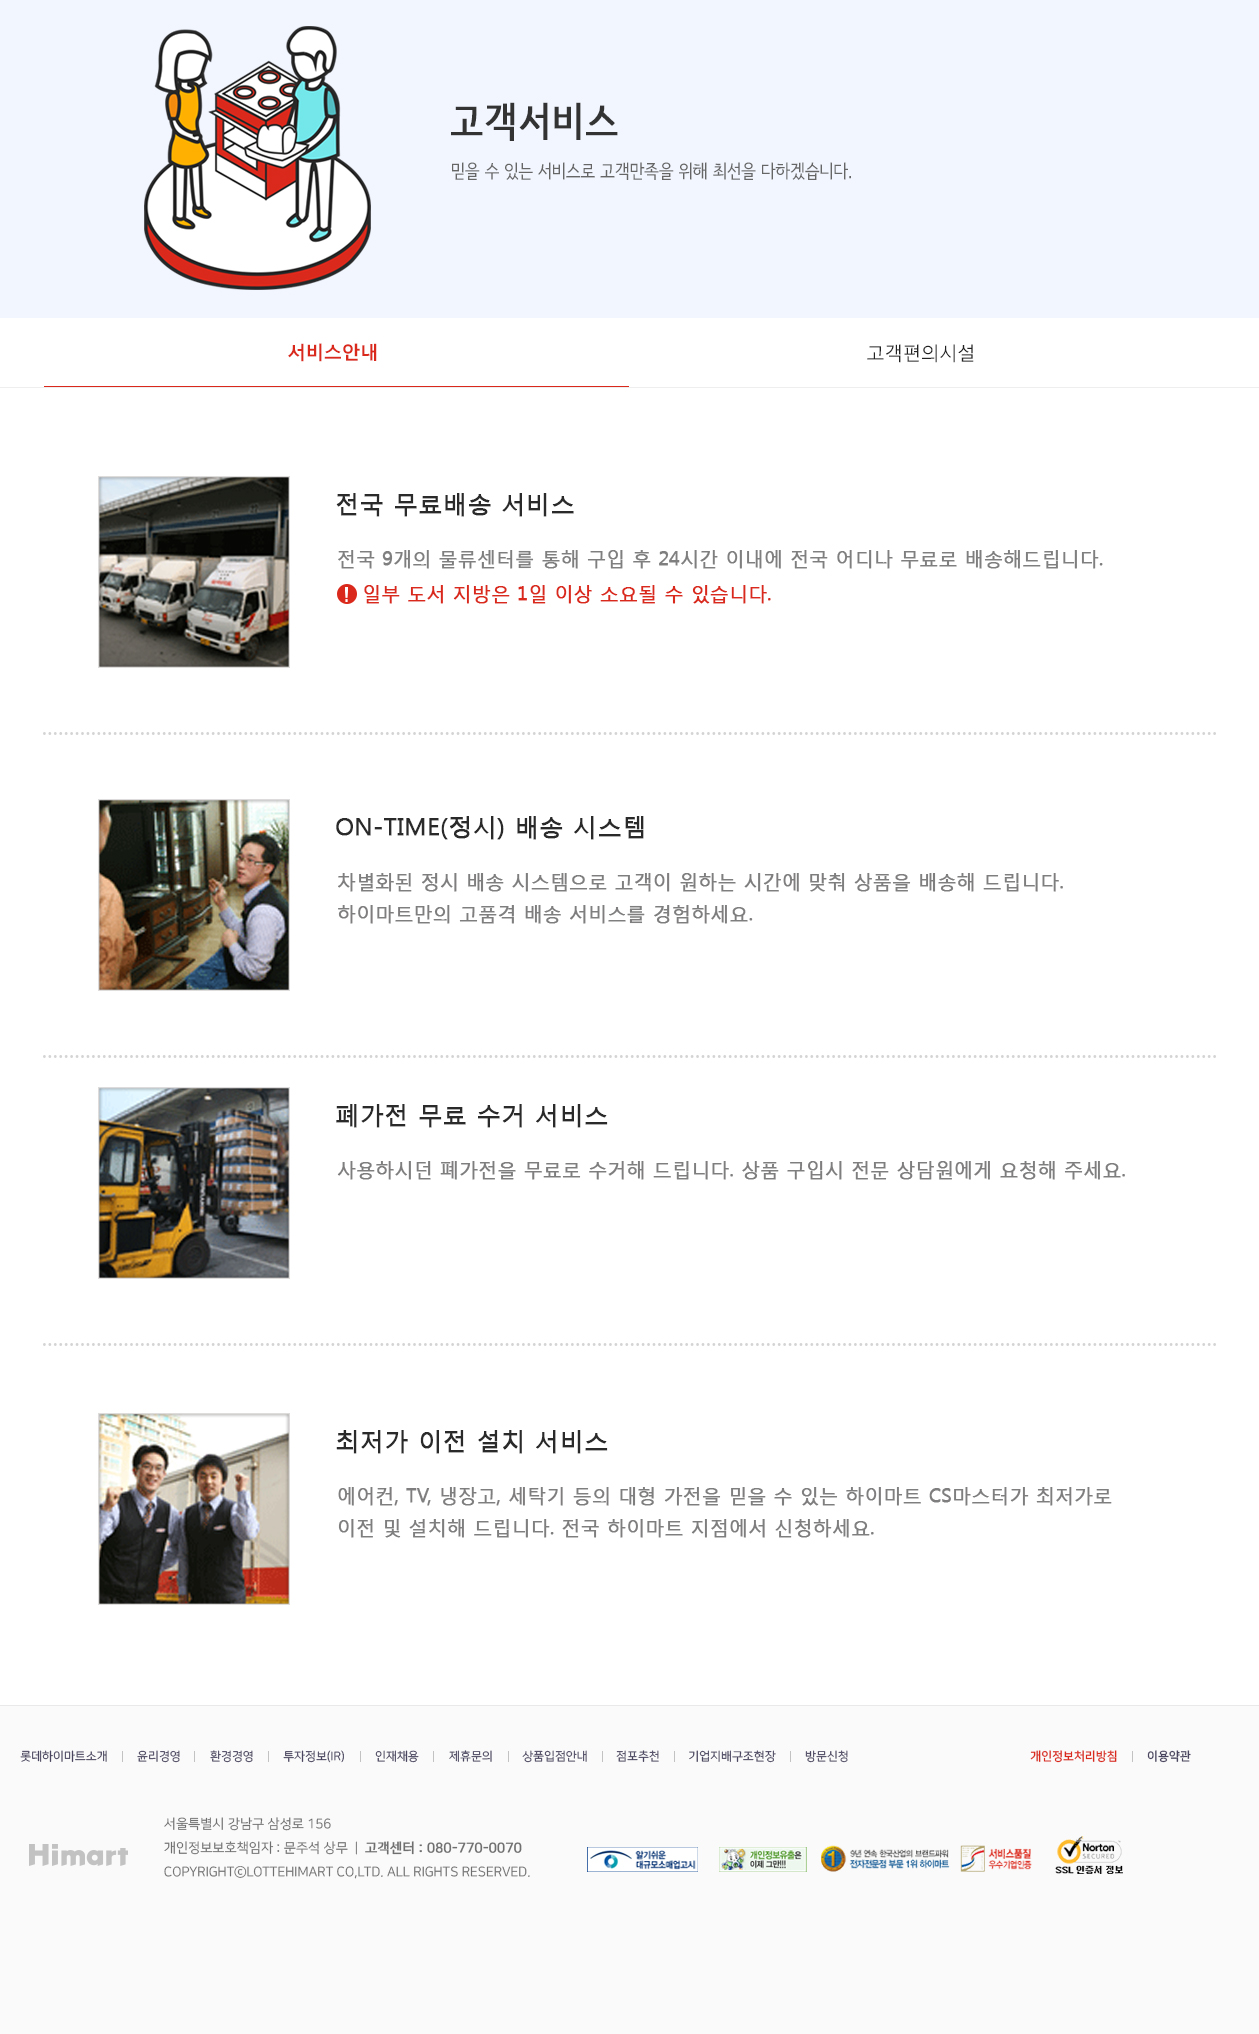 고객서비스
믿을 수 있는 서비스로 고객만족을 위해 최선을 다하겠습니다.
서비스안내
고객편의시설
전국 무료배송 서비스
전국 9개의 물류센터를 통해 구입 후 24시간 이내에 전국 어디나 무료로 배송해드립니다.
! 일부 도서 지방은 1일 이상 소요될 수 있습니다.
ON-TIME(정시) 배송 시스템
차별화된 정시 배송 시스템으로 고객이 원하는 시간에 맞춰 상품을 배송해 드립니다.
하이마트만의 고품격 배송 서비스를 경험하세요.
폐가전 무료 수거 서비스
사용하시던 폐가전을 무료로 수거해 드립니다. 상품 구입시 전문 상담원에게 요청해 주세요.
최저가 이전 설치 서비스
에어컨, TV, 냉장고, 세탁기 등의 대형 가전을 믿을 수 있는 하이마트 CS마스터가 최저가로
이전 및 설치해 드립니다. 전국 하이마트 지점에서 신청하세요.
롯데하이마트소개 | 윤리경영 | 환경경영 | 투자정보(IR) | 인재채용 | 제휴문의 | 상품입점안내 | 점포추천 | 기업지배구조현장 | 방문신청
개인정보처리방침 | 이용약관
Himart
서울특별시 강남구 삼성로 156
개인정보보호책임자 : 문주석 상무 | 고객센터 : 080-770-0070
COPYRIGHTⓒLOTTEHIMART CO,LTD. ALL RIGHTS RESERVED.
알기쉬운
대규모소매업고시
개인정보유출은
이제 그만!!!
1
9년 연속 한국산업의 브랜드파워
전자전문점 부문 1위 하이마트
서비스품질
우수기업인증
Norton
SECURED
SSL 인증서 정보